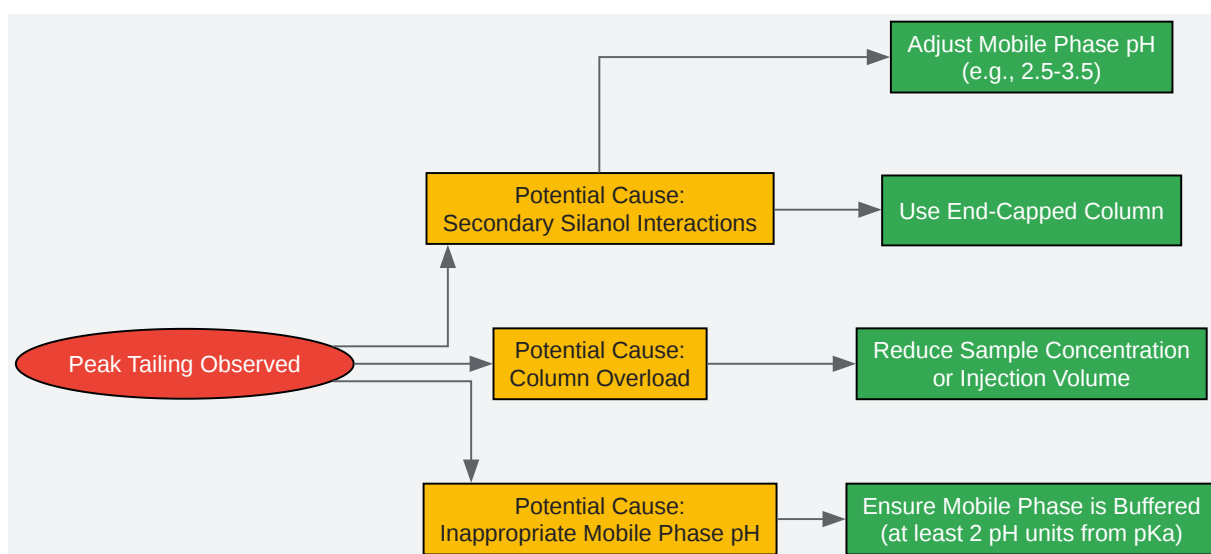 Adjust Mobile Phase pH
(e.g., 2.5-3.5)
Potential Cause:
Secondary Silanol Interactions
Use End-Capped Column
Peak Tailing Observed
Potential Cause:
Column Overload
Reduce Sample Concentration
or Injection Volume
Potential Cause:
Inappropriate Mobile Phase pH
Ensure Mobile Phase is Buffered
(at least 2 pH units from pKa)